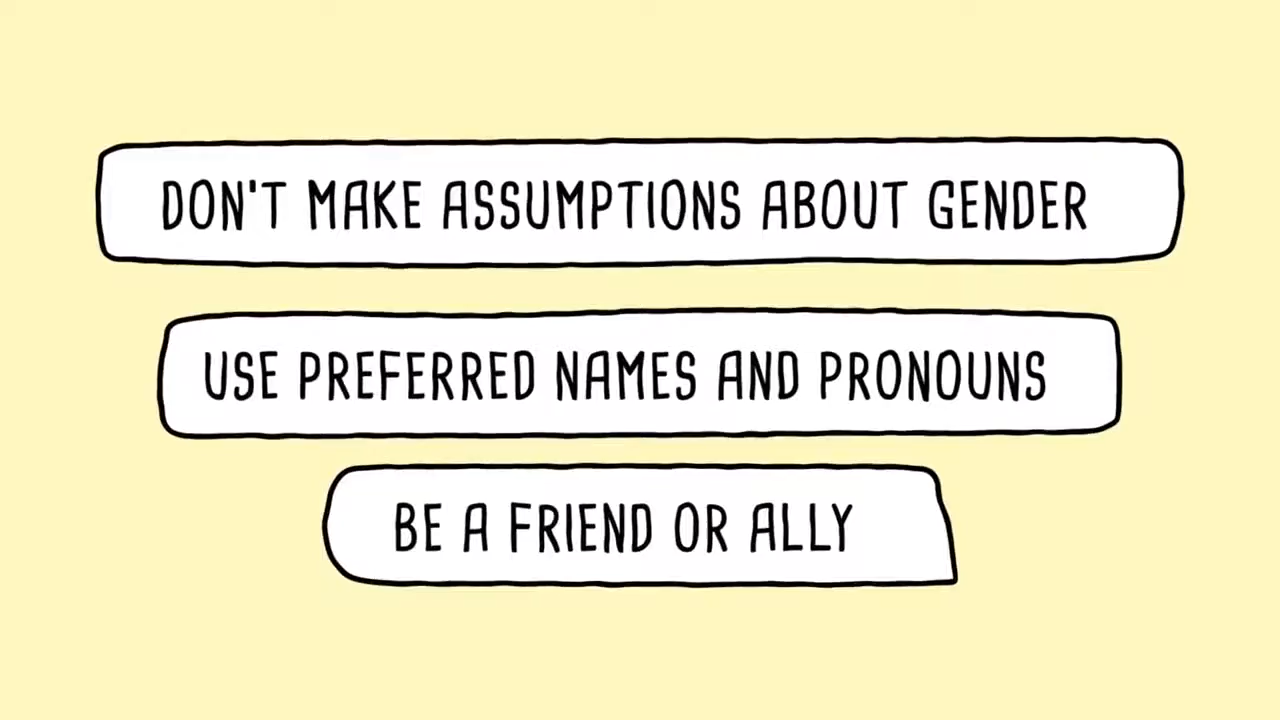 DON'T MAKE ASSUMPTIONS ABOUT GENDER
USE PREFERRED NAMES AND PRONOUNS
BE A FRIEND OR ALLY